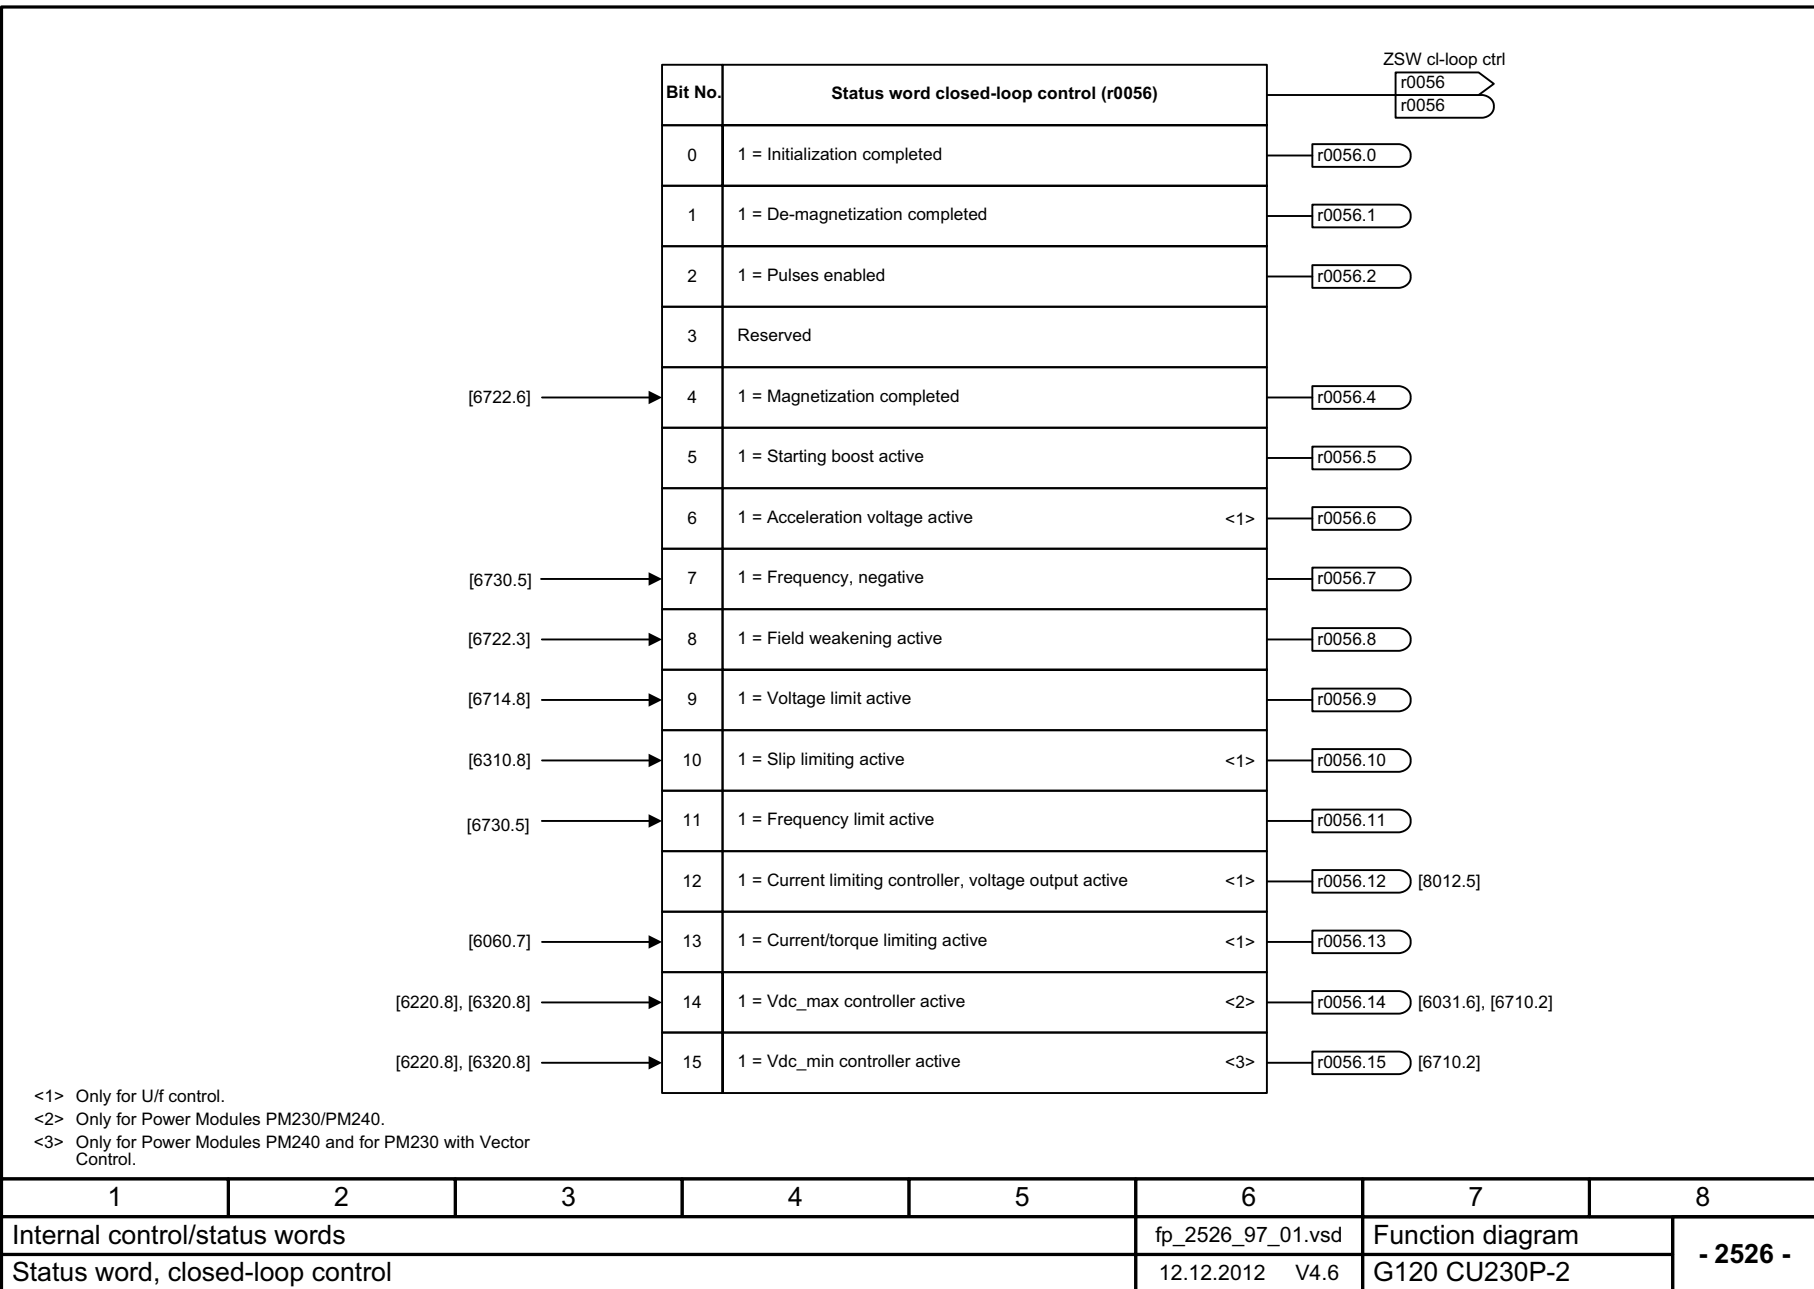 ZSW cl-loop ctrl
Bit No. Status word closed-loop control (r0056) r0056
r0056
0 1 = Initialization completed r0056.0
1 1 = De-magnetization completed r0056.1
2 1 = Pulses enabled r0056.2
3 Reserved
[6722.6] 4 1 = Magnetization completed r0056.4
5 1 = Starting boost active r0056.5
6 1 = Acceleration voltage active <1> r0056.6
[6730.5] 7 1 = Frequency, negative r0056.7
[6722.3] 8 1 = Field weakening active r0056.8
[6714.8] 9 1 = Voltage limit active r0056.9
[6310.8] 10 1 = Slip limiting active <1> r0056.10
[6730.5] 11 1 = Frequency limit active r0056.11
12 1 = Current limiting controller, voltage output active <1> r0056.12 [8012.5]
[6060.7] 13 1 = Current/torque limiting active <1> r0056.13
[6220.8], [6320.8] 14 1 = Vdc_max controller active <2> r0056.14 [6031.6], [6710.2]
[6220.8], [6320.8] 15 1 = Vdc_min controller active <3> r0056.15 [6710.2]
<1> Only for U/f control.
<2> Only for Power Modules PM230/PM240.
<3> Only for Power Modules PM240 and for PM230 with Vector
Control.
1 2 3 4 5 6 7 8
Internal control/status words fp_2526_97_01.vsd Function diagram - 2526 -
Status word, closed-loop control 12.12.2012 V4.6 G120 CU230P-2